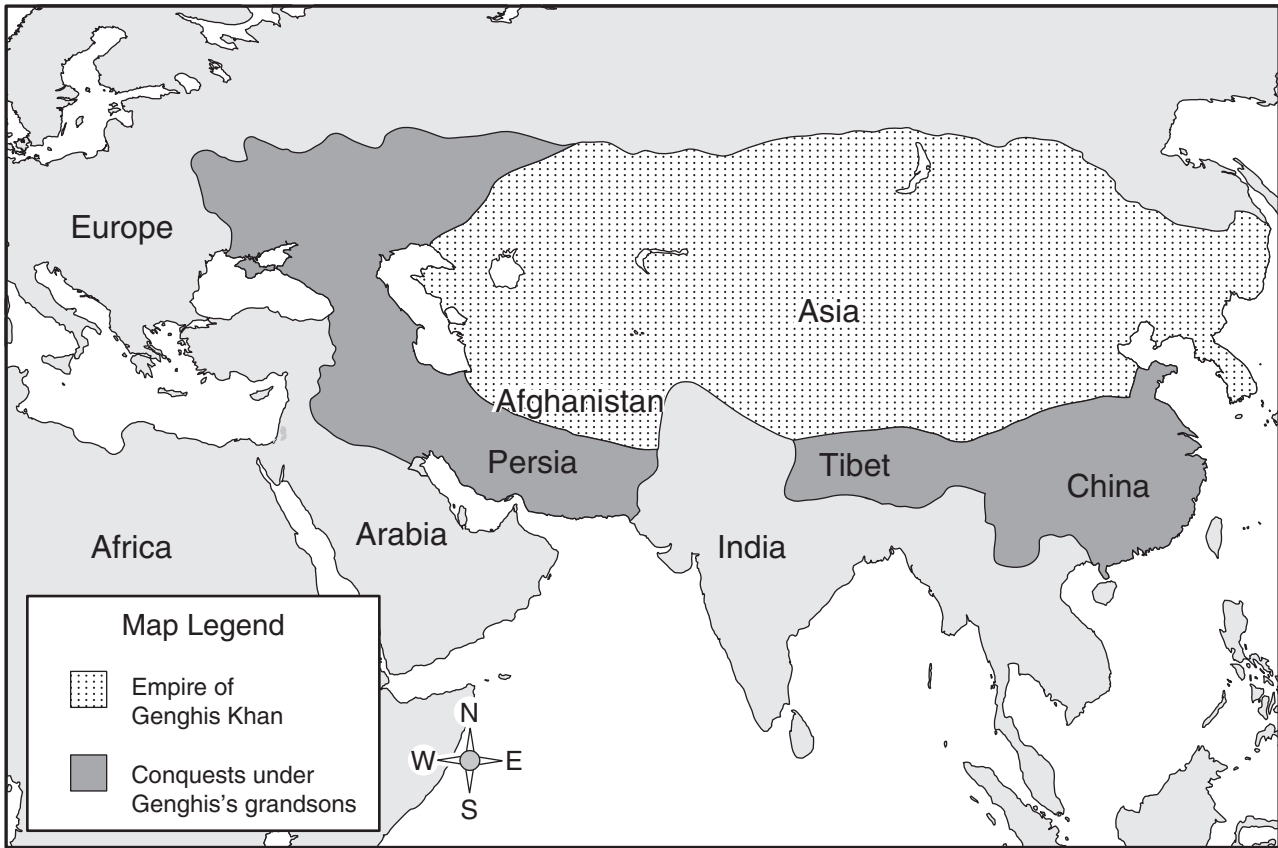 Europe
Asia
Afghanistan
Persia
Tibet
China
Arabia
India
Africa
Map Legend
Empire of
Genghis Khan
Conquests under
Genghis's grandsons
N
W E
S